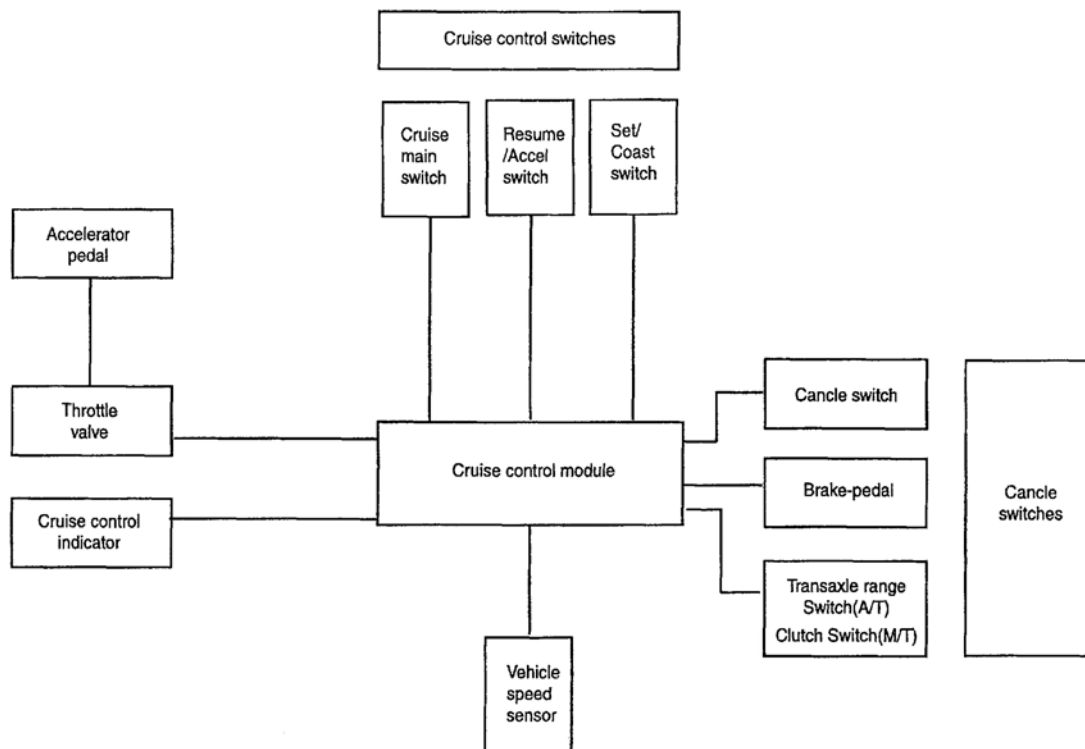 Cruise control switches
Cruise
main
switch
Resume
/Accel
switch
Set/
Coast
switch
Accelerator
pedal
Throttle
valve
Cruise control
indicator
Cruise control module
Cancle switch
Brake-pedal
Transaxle range
Switch(A/T)
Clutch Switch(M/T)
Cancle
switches
Vehicle
speed
sensor